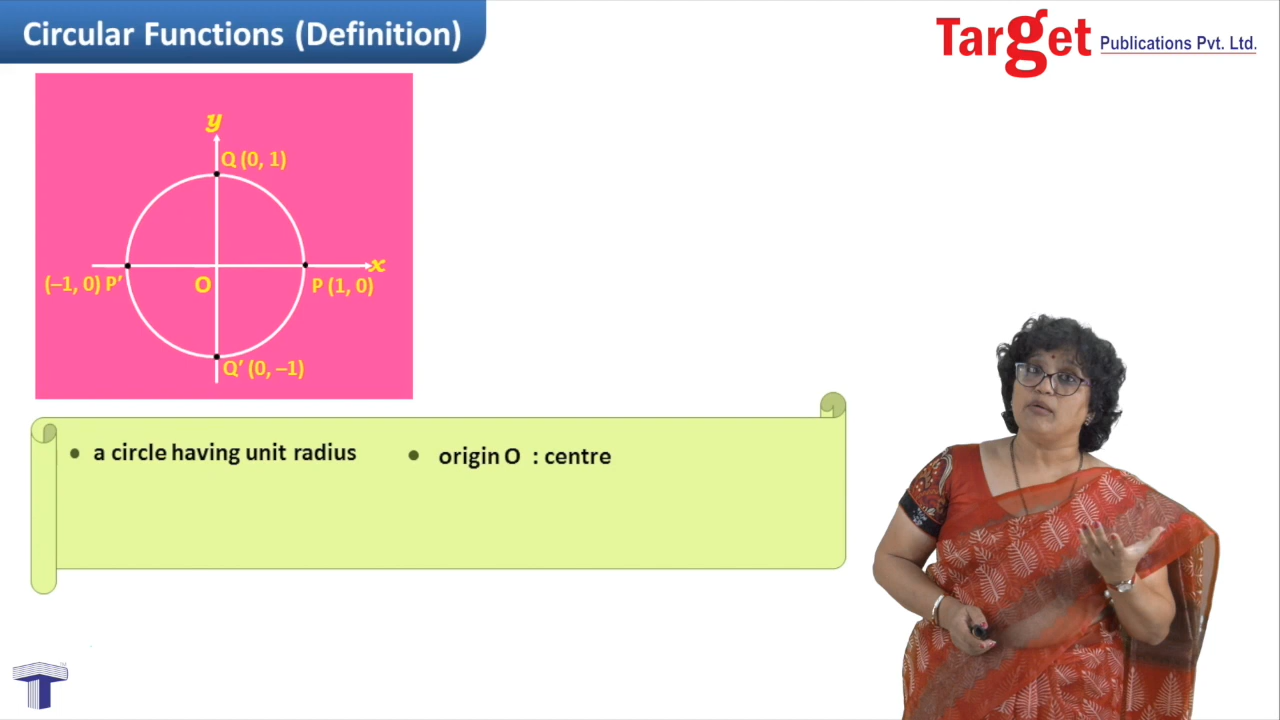 Circular Functions (Definition)
Target Publications Pvt. Ltd.
y
Q (0, 1)
x
(–1, 0) P′
O
P (1, 0)
Q′ (0, –1)
• a circle having unit radius
• origin O : centre